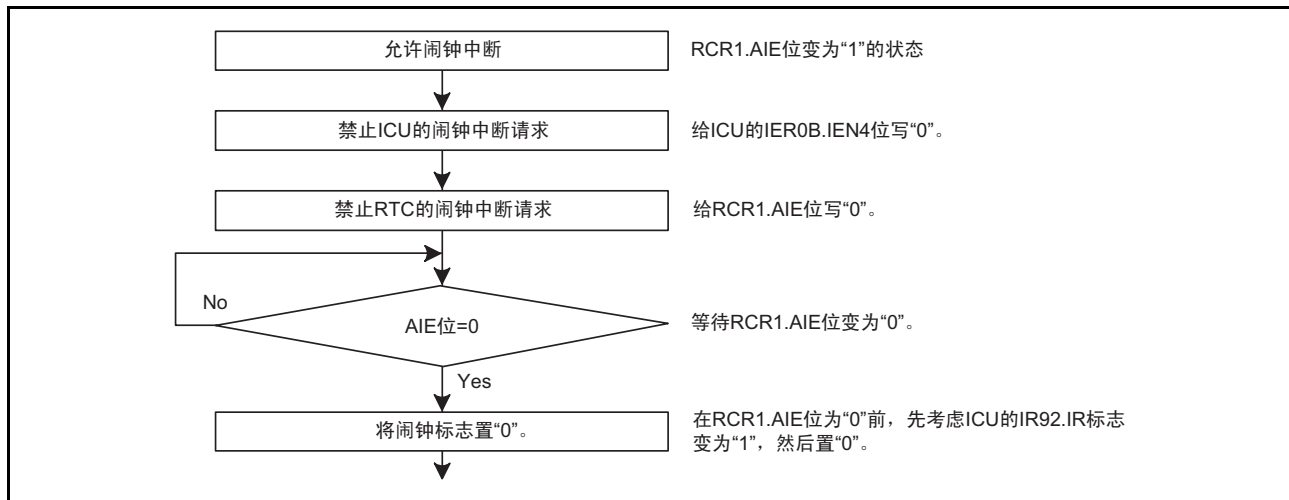 允许闹钟中断
RCR1.AIE位变为“1”的状态
禁止ICU的闹钟中断请求
给ICU的IER0B.IEN4位写“0”。
禁止RTC的闹钟中断请求
给RCR1.AIE位写“0”。
No
AIE位=0
等待RCR1.AIE位变为“0”。
Yes
将闹钟标志置“0”。
在RCR1.AIE位为“0”前，先考虑ICU的IR92.IR标志
变为“1”，然后置“0”。